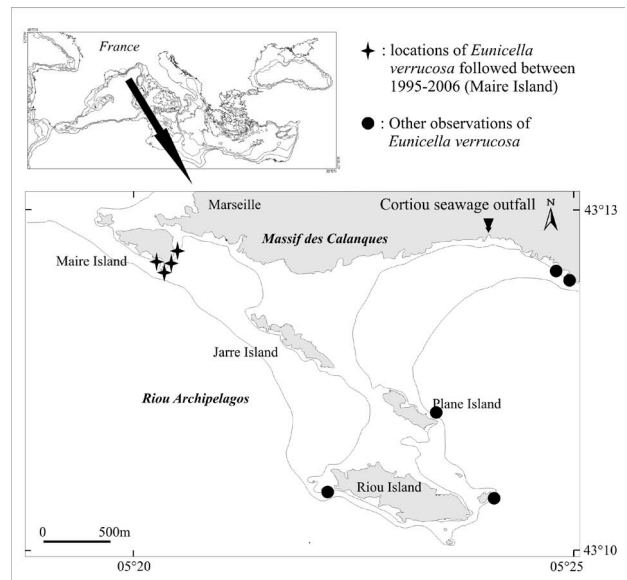 France
: locations of Eunicella
verrucosa followed between
1995-2006 (Maire Island)
: Other observations of
Eunicella verrucosa
Marseille
Cortiou seawage outfall
N
43°13
Massif des Calanques
Maire Island
Jarre Island
Plane Island
Riou Archipelagos
Riou Island
0 500m
43°10
05°20
05°25